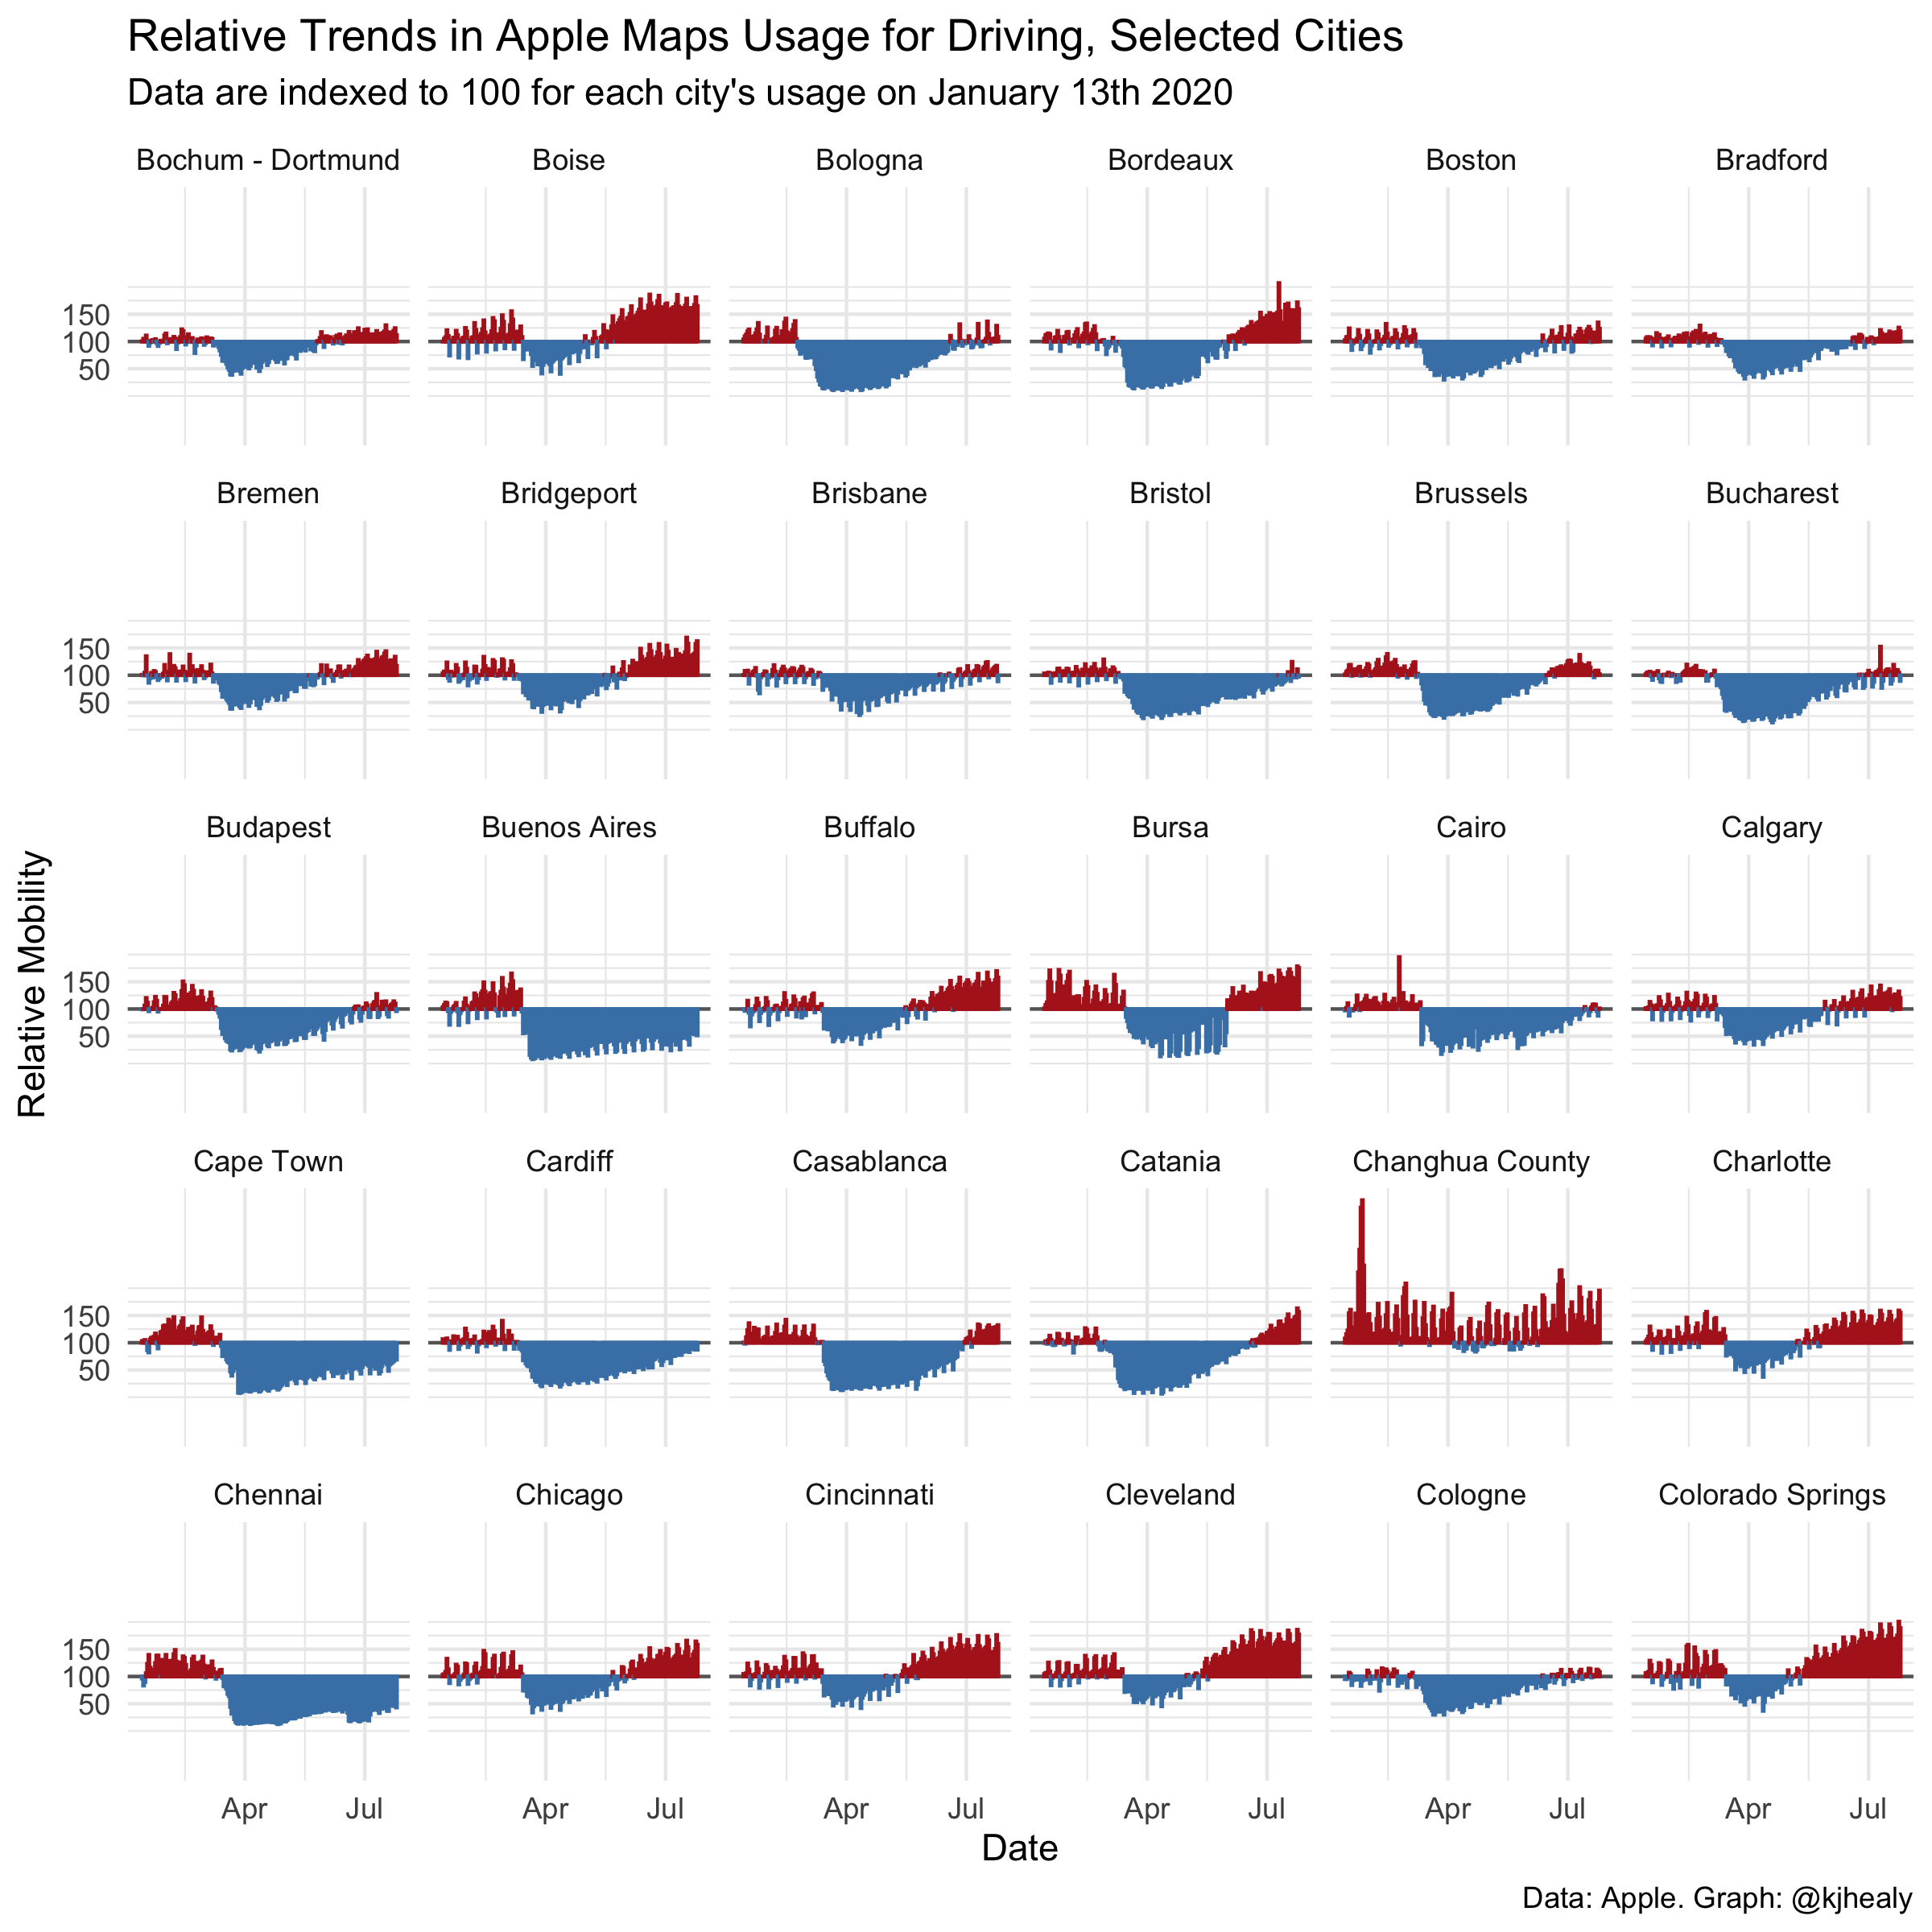 Relative Trends in Apple Maps Usage for Driving, Selected Cities
Data are indexed to 100 for each city's usage on January 13th 2020
Bochum - Dortmund Boise Bologna Bordeaux Boston Bradford
150
100
50
Bremen Bridgeport Brisbane Bristol Brussels Bucharest
150
100
50
Budapest Buenos Aires Buffalo Bursa Cairo Calgary
150
100
50
Relative Mobility
Cape Town Cardiff Casablanca Catania Changhua County Charlotte
150
100
50
Chennai Chicago Cincinnati Cleveland Cologne Colorado Springs
150
100
50
Apr Jul Apr Jul Apr Jul Apr Jul Apr Jul Apr Jul
Date
Data: Apple. Graph: @kjhealy